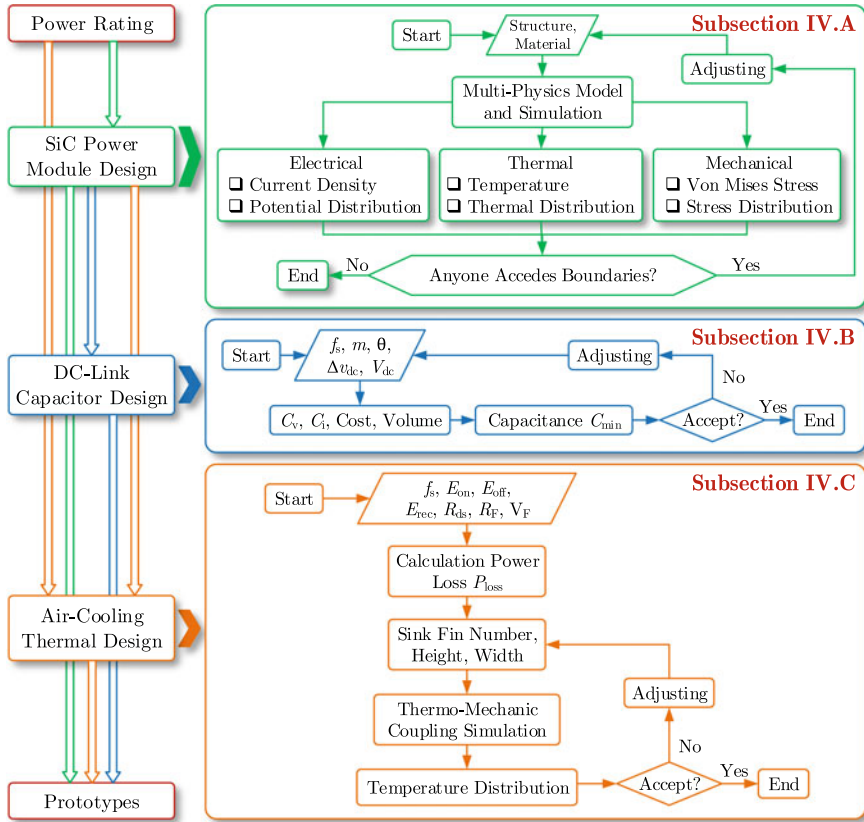 Power Rating
SiC Power
Module Design
DC-Link
Capacitor Design
Air-Cooling
Thermal Design
Prototypes
Subsection IV.A
Start
Structure,
Material
Adjusting
Multi-Physics Model
and Simulation
Electrical
❑ Current Density
❑ Potential Distribution
Thermal
❑ Temperature
❑ Thermal Distribution
Mechanical
❑ Von Mises Stress
❑ Stress Distribution
End
No
Anyone Accedes Boundaries?
Yes
Subsection IV.B
Start
fs, m, θ,
Δvdc, Vdc
Adjusting
No
Cv, Ci, Cost, Volume
Capacitance Cmin
Accept?
Yes
End
Subsection IV.C
Start
fs, Eon, Eoff,
Erec, Rds, RF, VF
Calculation Power
Loss Ploss
Sink Fin Number,
Height, Width
Adjusting
Thermo-Mechanic
Coupling Simulation
No
Temperature Distribution
Accept?
Yes
End